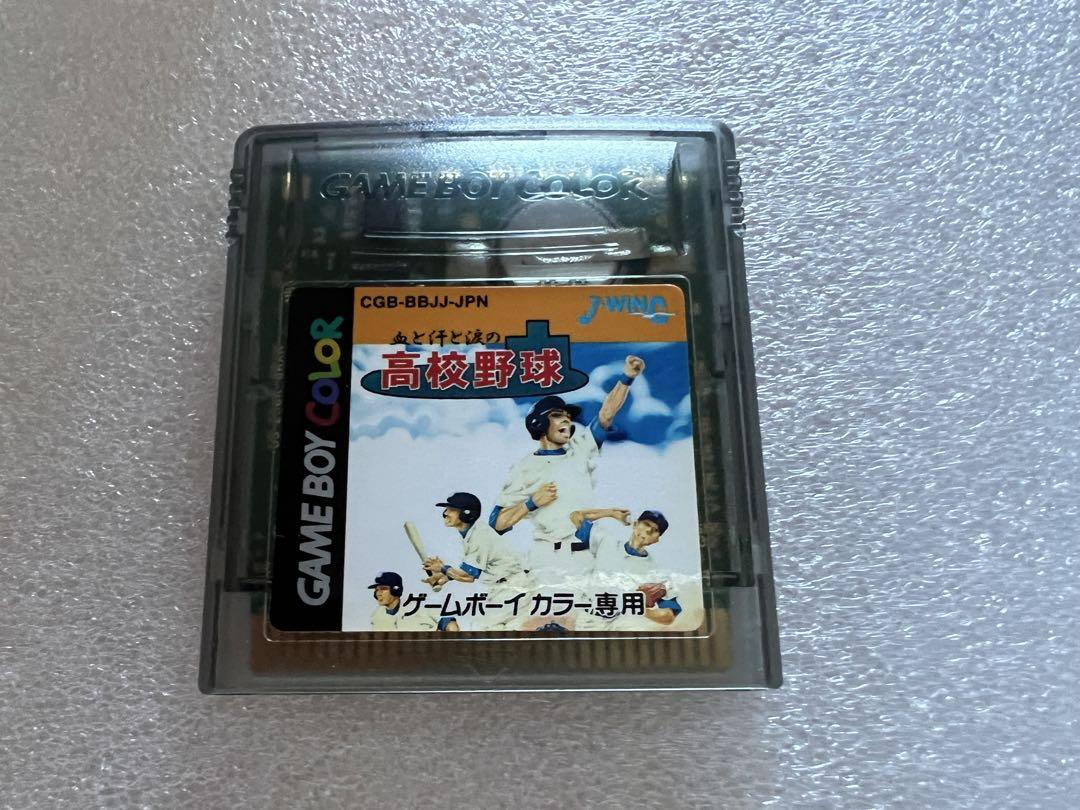 GAME BOY COLOR
CGB-BBJJ-JPN
J-WING
血と汗と涙の
高校野球
GAME BOY COLOR
ゲームボーイ カラー専用